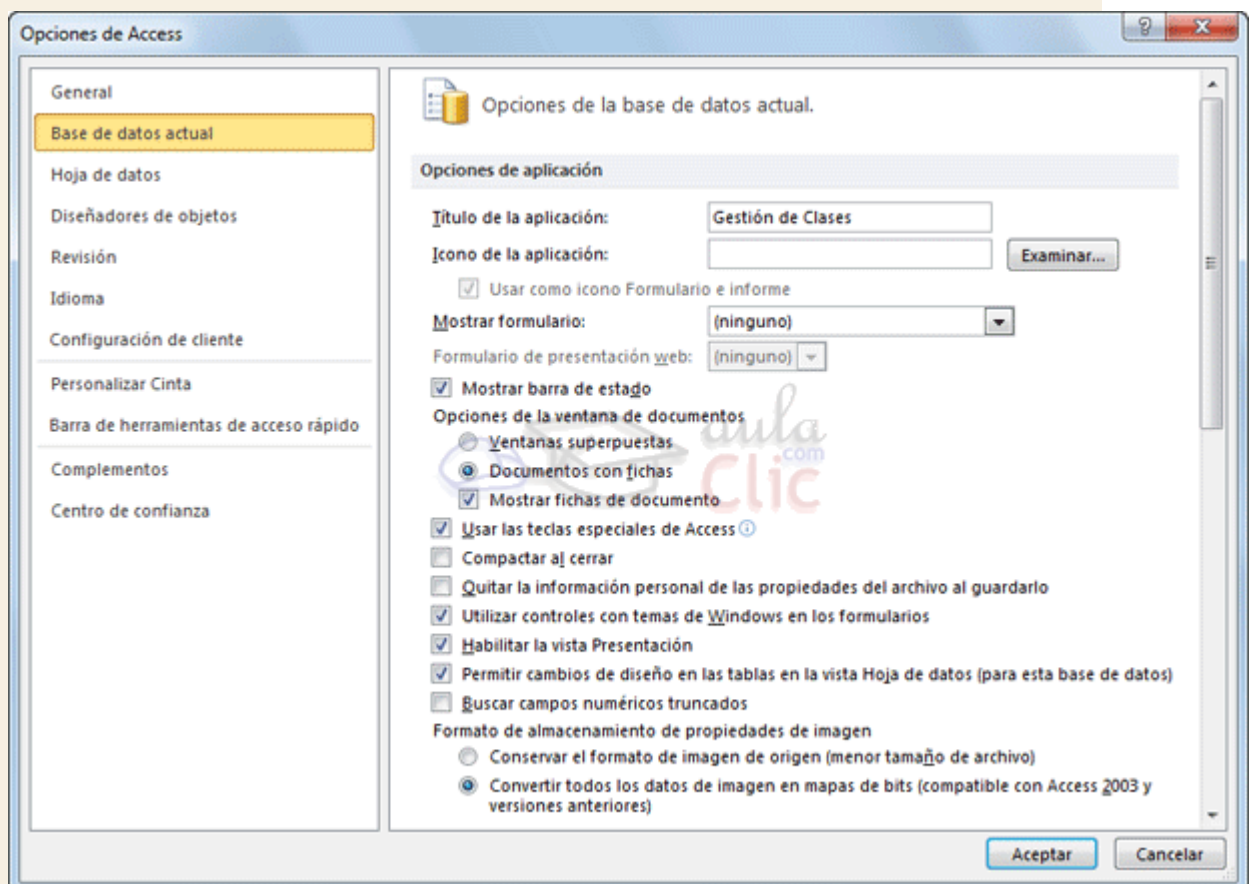 Opciones de Access
General
Base de datos actual
Hoja de datos
Diseñadores de objetos
Revisión
Idioma
Configuración de cliente
Personalizar Cinta
Barra de herramientas de acceso rápido
Complementos
Centro de confianza
Opciones de la base de datos actual.
Opciones de aplicación
Título de la aplicación: Gestión de Clases
Icono de la aplicación: Examinar...
Usar como icono Formulario e informe
Mostrar formulario: (ninguno)
Formulario de presentación web: (ninguno)
Mostrar barra de estado
Opciones de la ventana de documentos
Ventanas superpuestas
Documentos con fichas
Mostrar fichas de documento
aula
.com
Clic
Usar las teclas especiales de Access
Compactar al cerrar
Quitar la información personal de las propiedades del archivo al guardarlo
Utilizar controles con temas de Windows en los formularios
Habilitar la vista Presentación
Permitir cambios de diseño en las tablas en la vista Hoja de datos (para esta base de datos)
Buscar campos numéricos truncados
Formato de almacenamiento de propiedades de imagen
Conservar el formato de imagen de origen (menor tamaño de archivo)
Convertir todos los datos de imagen en mapas de bits (compatible con Access 2003 y
versiones anteriores)
Aceptar Cancelar